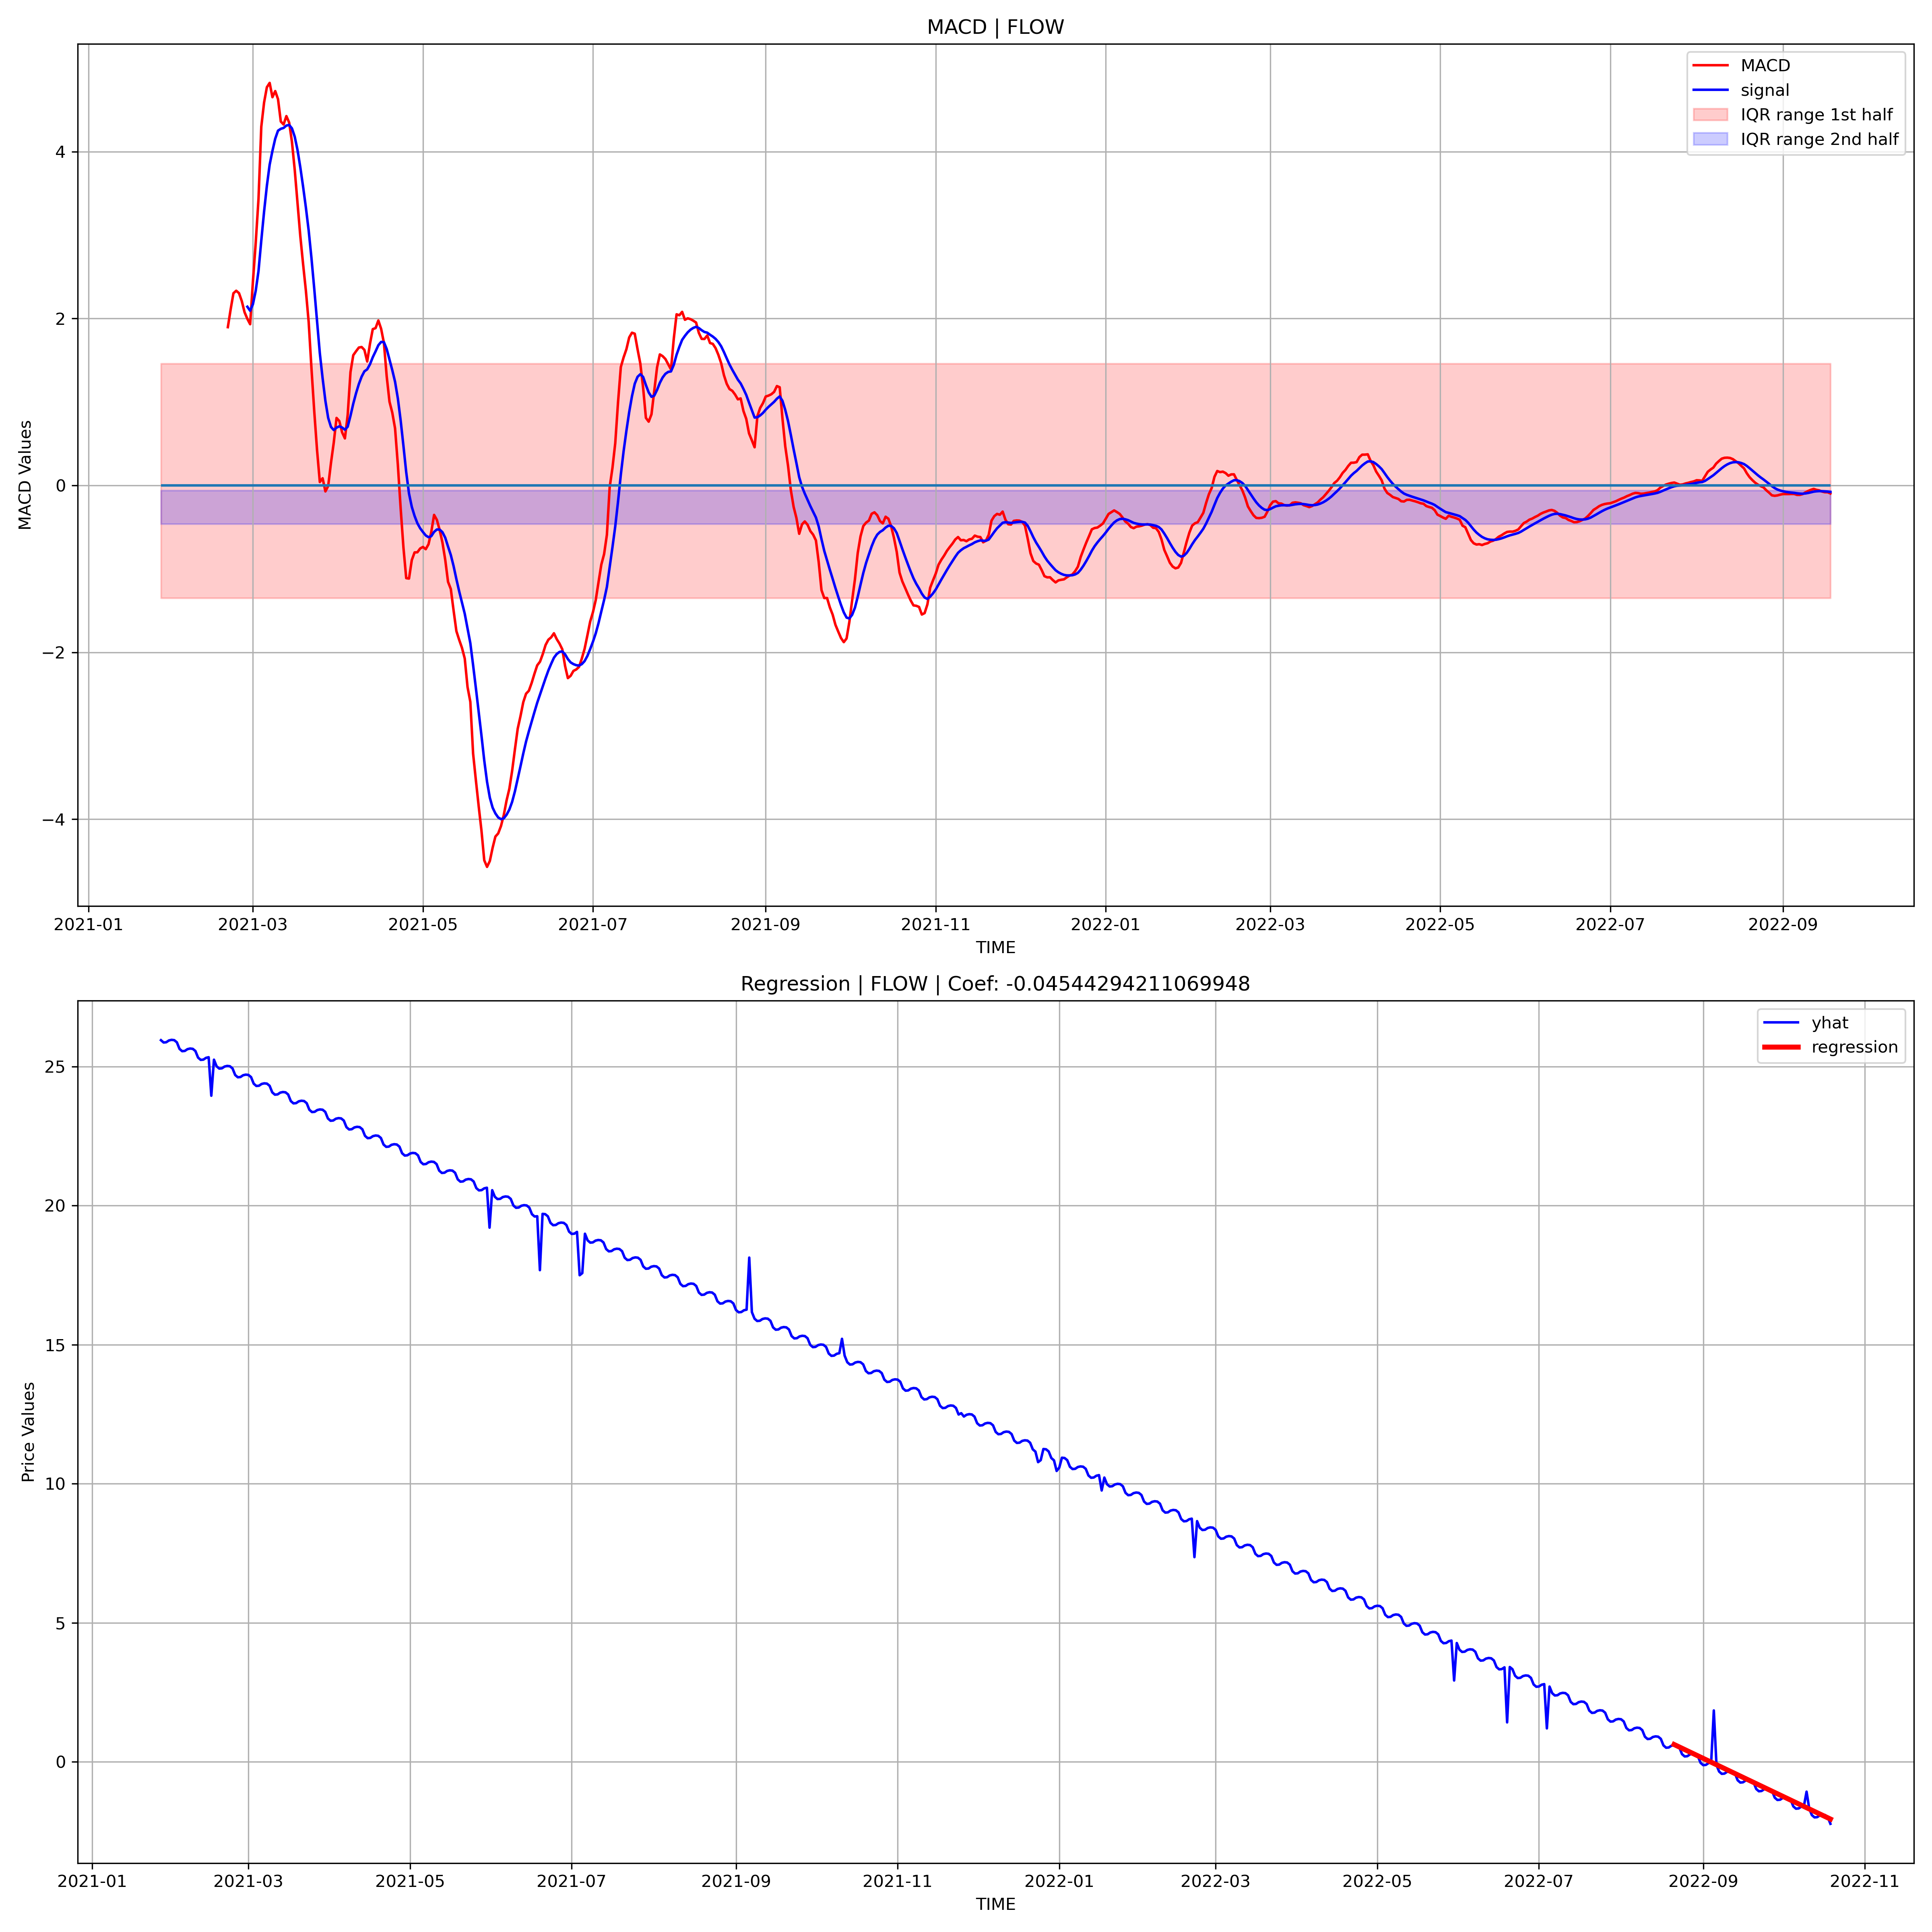 MACD | FLOW
MACD
signal
IQR range 1st half
IQR range 2nd half
MACD Values
4
2
0
−2
−4
2021-01 2021-03 2021-05 2021-07 2021-09 2021-11 2022-01 2022-03 2022-05 2022-07 2022-09
TIME
Regression | FLOW | Coef: -0.04544294211069948
yhat
regression
Price Values
25
20
15
10
5
0
2021-01 2021-03 2021-05 2021-07 2021-09 2021-11 2022-01 2022-03 2022-05 2022-07 2022-09 2022-11
TIME